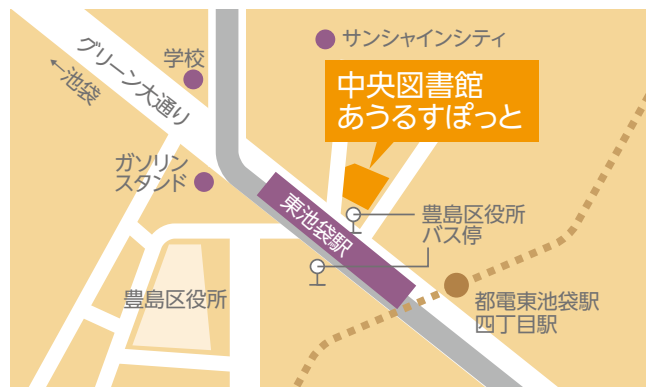 サンシャインシティ
学校
グリーン大通り
←池袋
中央図書館
あうるすぽっと
ガソリン
スタンド
東池袋駅
豊島区役所
バス停
豊島区役所
都電東池袋駅
四丁目駅